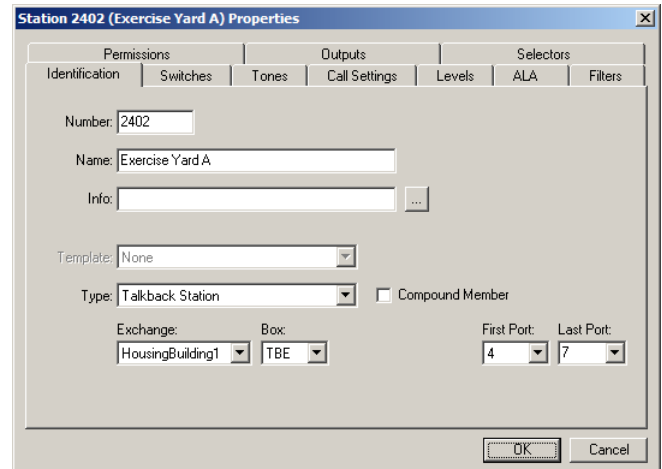 Station 2402 (Exercise Yard A) Properties
Permissions Outputs Selectors
Identification Switches Tones Call Settings Levels ALA Filters
Number: 2402
Name: Exercise Yard A
Info: ...
Template: None
Type: Talkback Station Compound Member
Exchange: Box: First Port: Last Port:
HousingBuilding1 TBE 4 7
OK Cancel